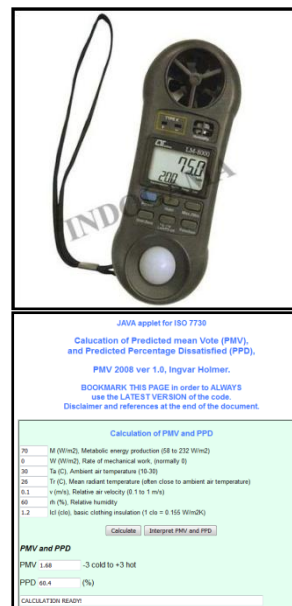 TYPE K
LM-8000
75.0
200
INDO
JAVA applet for ISO 7730
Calucation of Predicted mean Vote (PMV),
and Predicted Percentage Dissatisfied (PPD),
PMV 2008 ver 1.0, Ingvar Holmer.
BOOKMARK THIS PAGE in order to ALWAYS
use the LATEST VERSION of the code.
Disclaimer and references at the end of the document.
Calculation of PMV and PPD
70 M (W/m2), Metabolic energy production (58 to 232 W/m2)
0 W (W/m2), Rate of mechanical work, (normally 0)
30 Ta (C), Ambient air temperature (10-30)
26 Tr (C), Mean radiant temperature (often close to ambient air temperature)
0.1 v (m/s), Relative air velocity (0.1 to 1 m/s)
60 rh (%), Relative humidity
1.2 Icl (clo), basic clothing insulation (1 clo = 0.155 W/m2K)
Calculate Interpret PMV and PPD
PMV and PPD
PMV 1.68 -3 cold to +3 hot
PPD 60.4 (%)
CALCULATION READY!